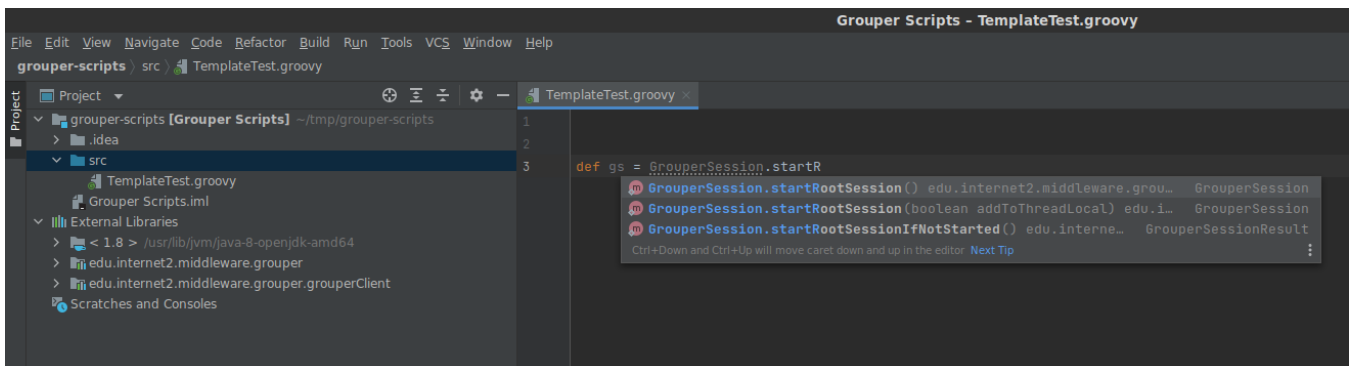 Grouper Scripts – TemplateTest.groovy
File Edit View Navigate Code Refactor Build Run Tools VCS Window Help
grouper-scripts 〉 src 〉 TemplateTest.groovy
Project
Project
TemplateTest.groovy ×
grouper-scripts [Grouper Scripts] ~/tmp/grouper-scripts
.idea
src
TemplateTest.groovy
Grouper Scripts.iml
External Libraries
< 1.8 > /usr/lib/jvm/java-8-openjdk-amd64
edu.internet2.middleware.grouper
edu.internet2.middleware.grouper.grouperClient
Scratches and Consoles
1
2
3 def gs = GrouperSession.startR
m GrouperSession.startRootSession() edu.internet2.middleware.grou… GrouperSession
m GrouperSession.startRootSession(boolean addToThreadLocal) edu.i… GrouperSession
m GrouperSession.startRootSessionIfNotStarted() edu.interne… GrouperSessionResult
Ctrl+Down and Ctrl+Up will move caret down and up in the editor Next Tip